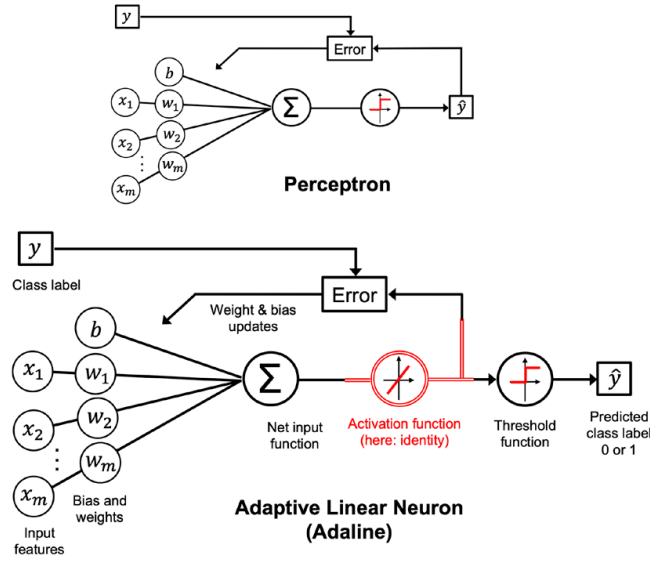 y
Error
b
x₁ w₁
Σ
ŷ
x₂ w₂
⋮
wₘ
xₘ
Perceptron
y
Class label
Error
Weight & bias
updates
b
x₁ w₁
Σ
ŷ
x₂ w₂
Net input
function
Activation function
(here: identity)
Threshold
function
Predicted
class label
0 or 1
⋮
wₘ
xₘ
Bias and
weights
Input
features
Adaptive Linear Neuron
(Adaline)